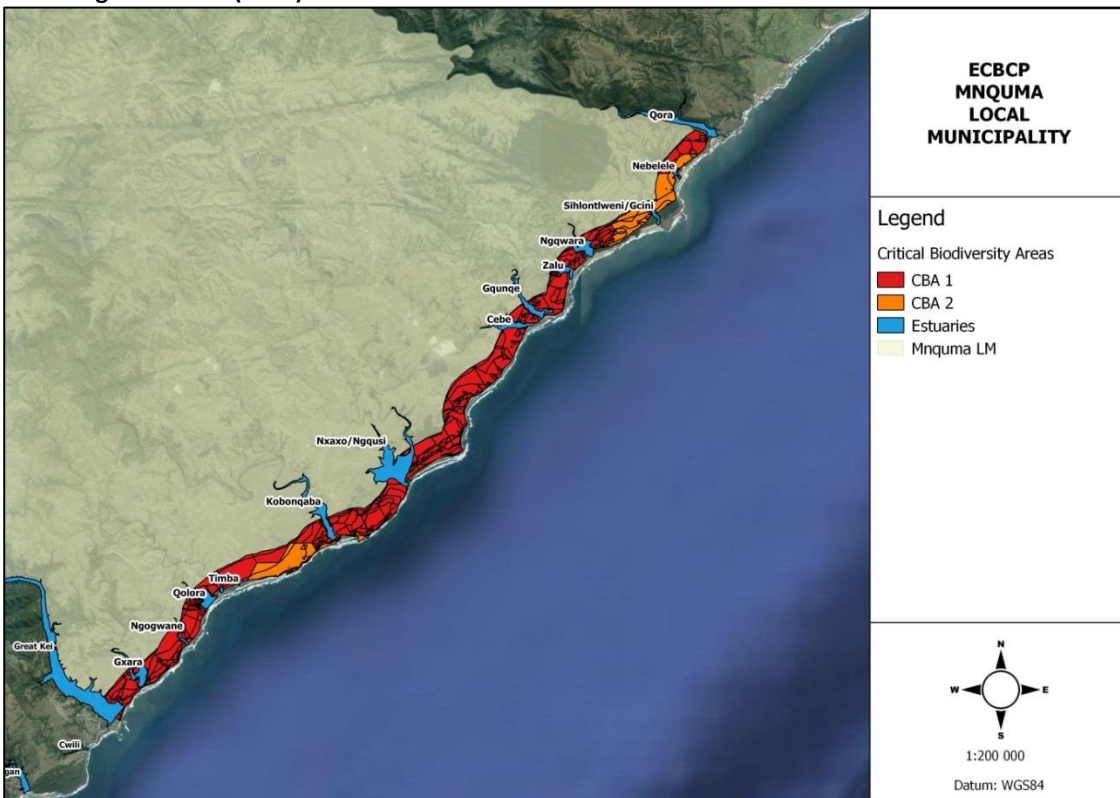 ECBCP
MNQUMA
LOCAL
MUNICIPALITY
Legend
Critical Biodiversity Areas
CBA 1
CBA 2
Estuaries
Mnquma LM
N
W
E
S
1:200 000
Datum: WGS84
Qora
Nebelele
Sihlontlweni/Gcini
Ngqwara
Zalu
Gqunqe
Cebe
Nxaxo/Ngqusi
Kobonqaba
Timba
Qolora
Ngogwane
Great Kei
Gxara
Cwili
gan